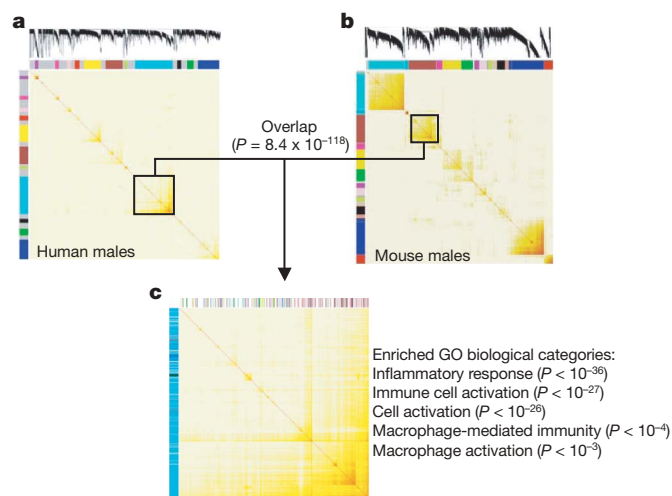 a
b
Overlap
(P = 8.4 x 10⁻¹¹⁸)
Human males
Mouse males
c
Enriched GO biological categories:
Inflammatory response (P < 10⁻³⁶)
Immune cell activation (P < 10⁻²⁷)
Cell activation (P < 10⁻²⁶)
Macrophage-mediated immunity (P < 10⁻⁴)
Macrophage activation (P < 10⁻³)